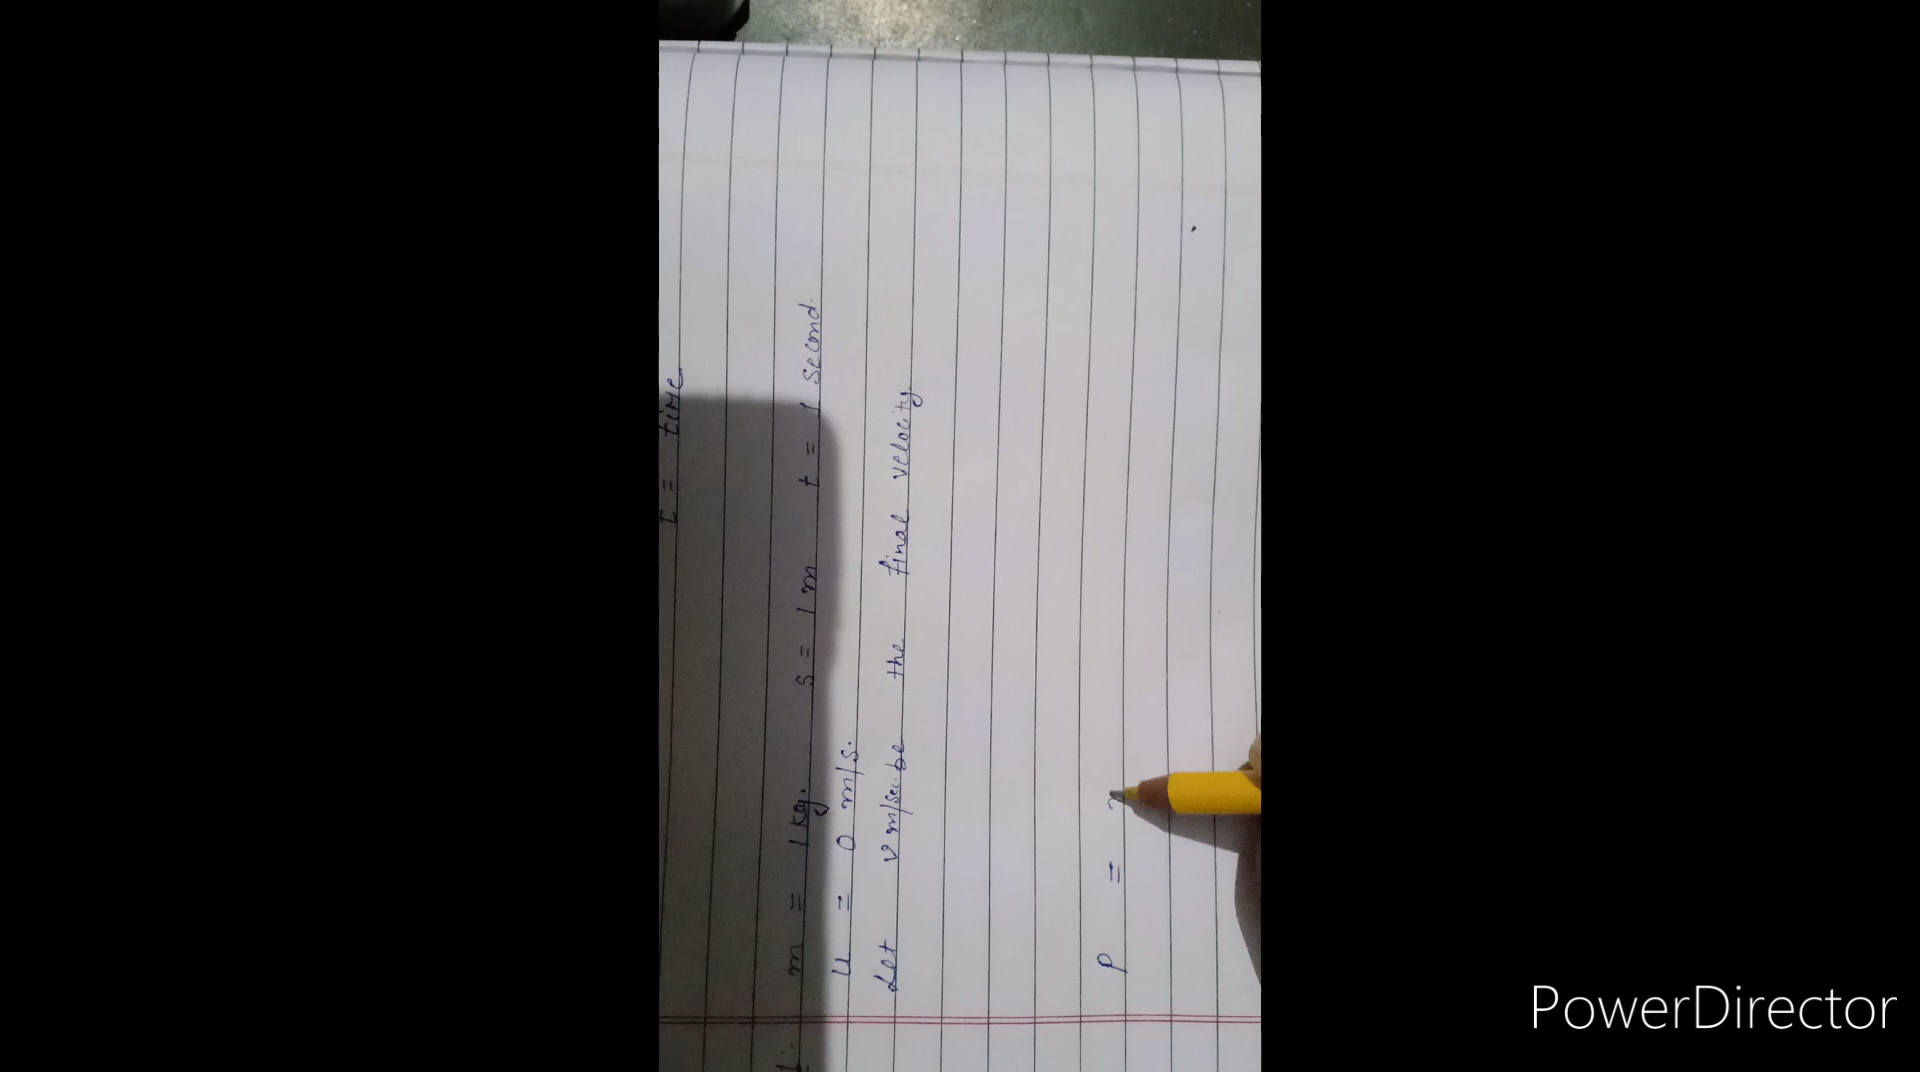 t = time
m = 1 kg. s = 1 m t = 1 second.
u = 0 m/s.
Let v m/sec. be the final velocity.
P =
PowerDirector